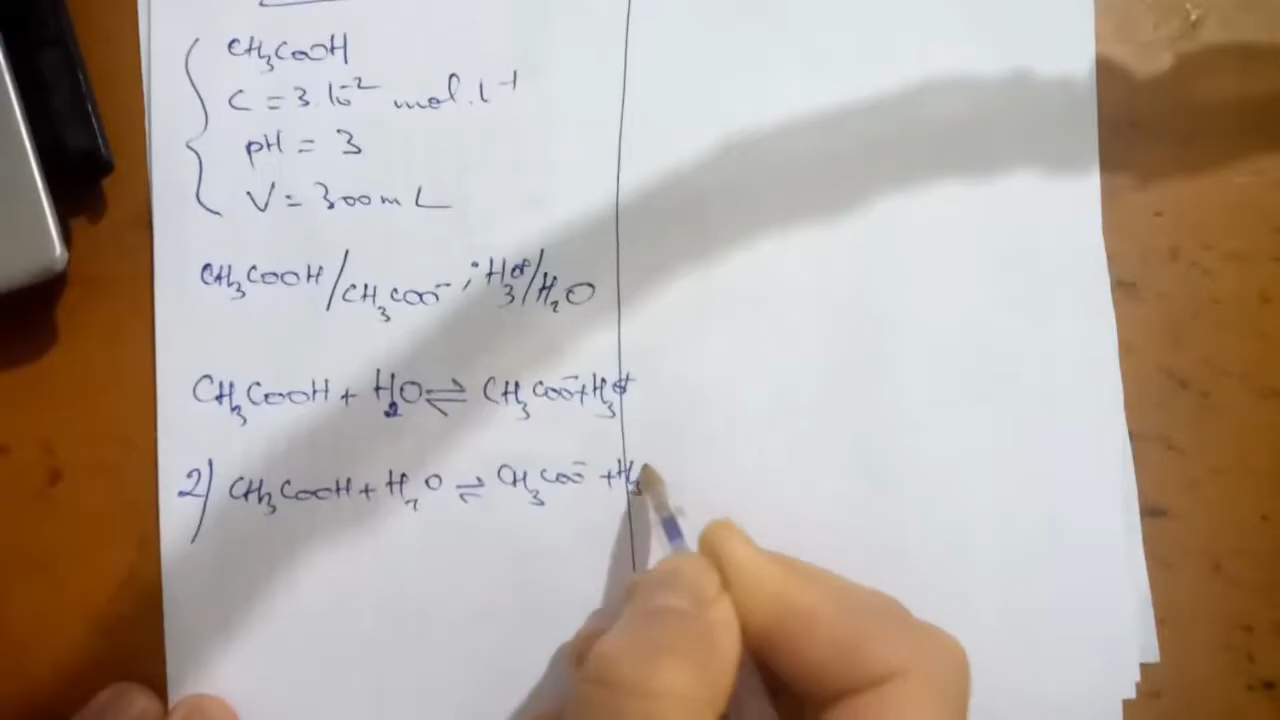 CH₃COOH
C = 3.10⁻² mol.L⁻¹
pH = 3
V = 300 mL
CH₃COOH/CH₃COO⁻ ; H₃O⁺/H₂O
CH₃COOH + H₂O ⇌ CH₃COO⁻ + H₃O⁺
2) CH₃COOH + H₂O ⇌ CH₃COO⁻ + H₃